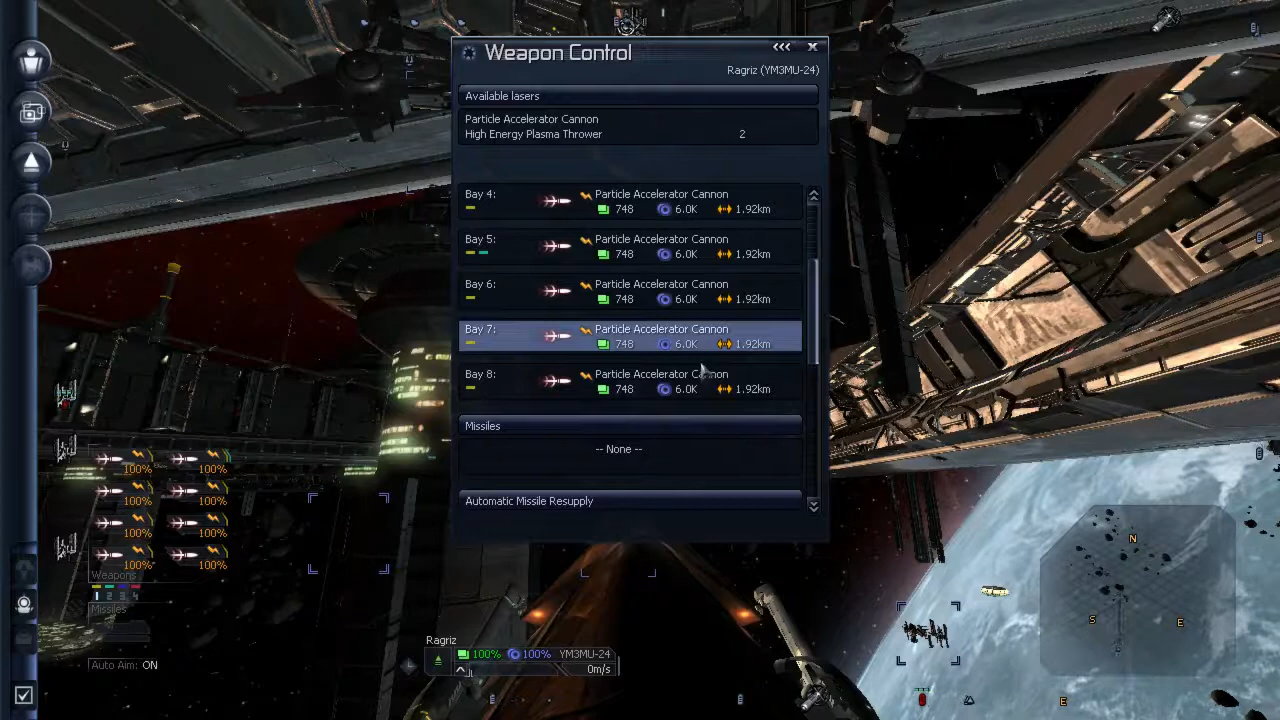 Weapon Control
Ragriz (YM3MU-24)
Available lasers
Particle Accelerator Cannon
High Energy Plasma Thrower 2
Bay 4: Particle Accelerator Cannon
748 6.0K 1.92km
Bay 5: Particle Accelerator Cannon
748 6.0K 1.92km
Bay 6: Particle Accelerator Cannon
748 6.0K 1.92km
Bay 7: Particle Accelerator Cannon
748 6.0K 1.92km
Bay 8: Particle Accelerator Cannon
748 6.0K 1.92km
Missiles
-- None --
Automatic Missile Resupply
100% 100%
100% 100%
100% 100%
100% 100%
Weapons
1 2 3 4
Missiles
Auto Aim: ON
Ragriz
100% 100% YM3MU-24
0m/s
N
S E
E